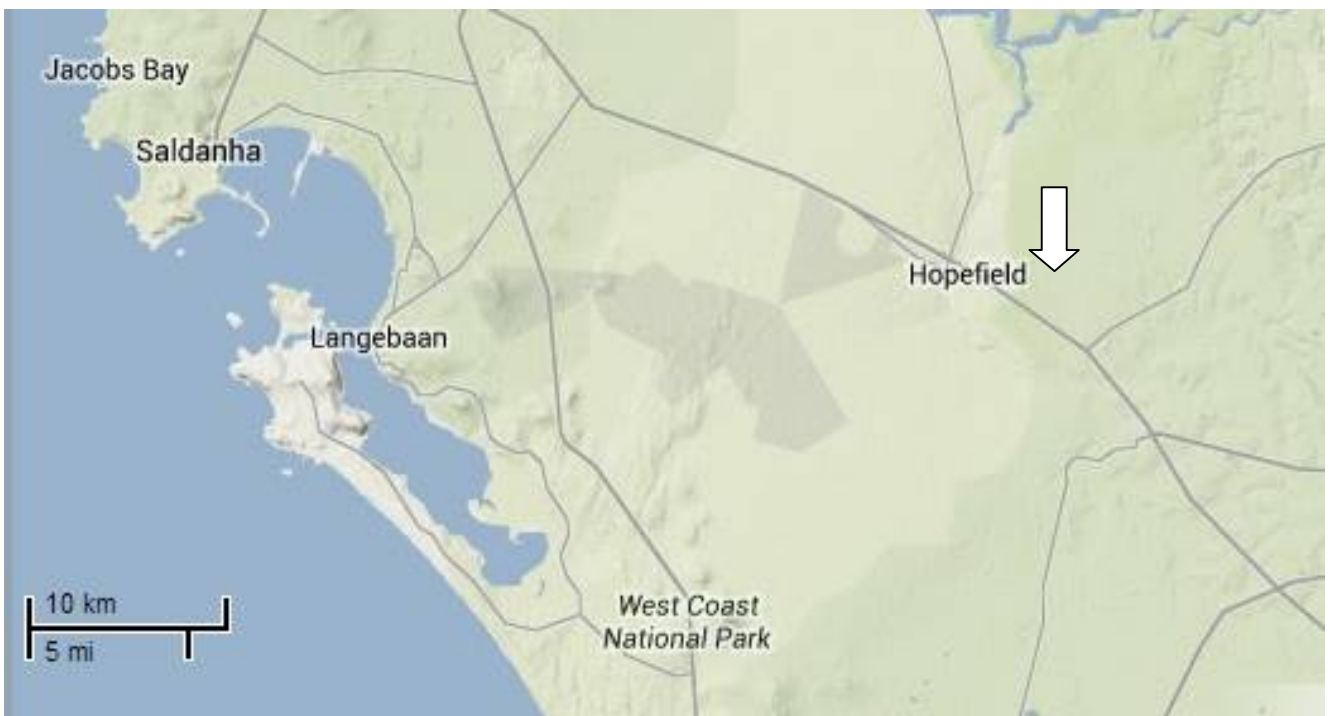 Jacobs Bay
Saldanha
Hopefield
Langebaan
West Coast
National Park
10 km
5 mi